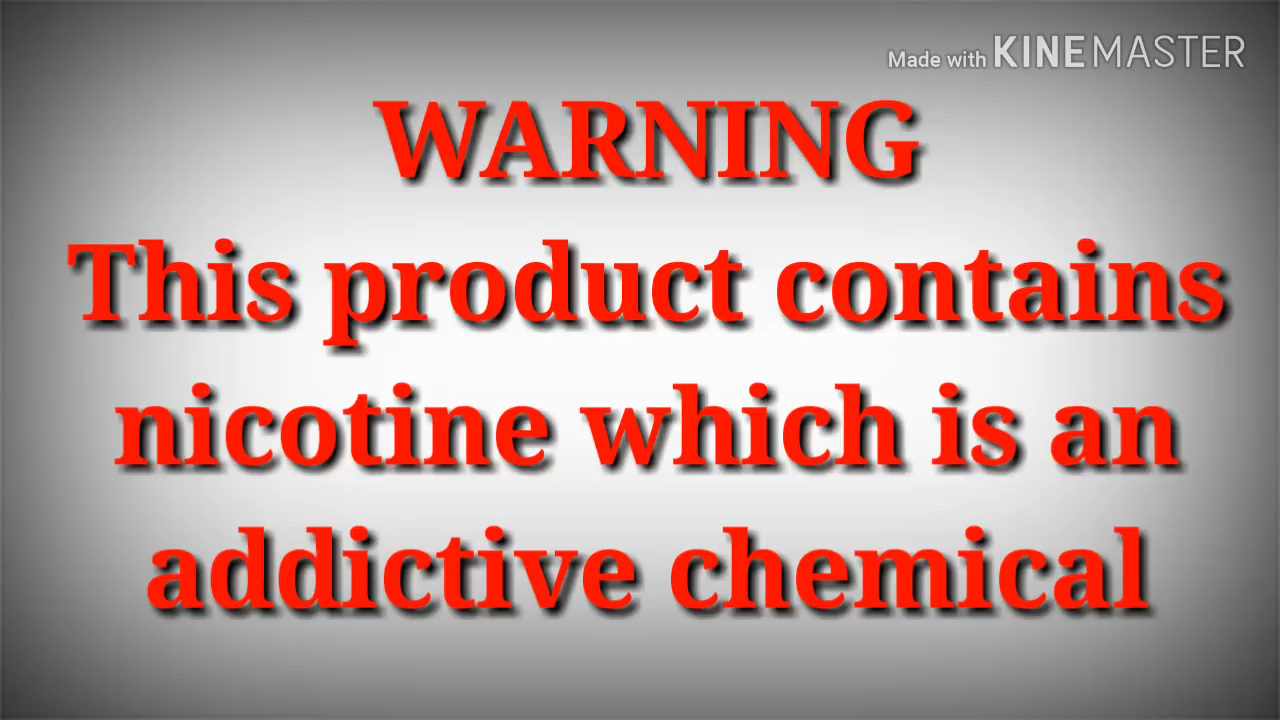 Made with KINEMASTER
WARNING
This product contains
nicotine which is an
addictive chemical